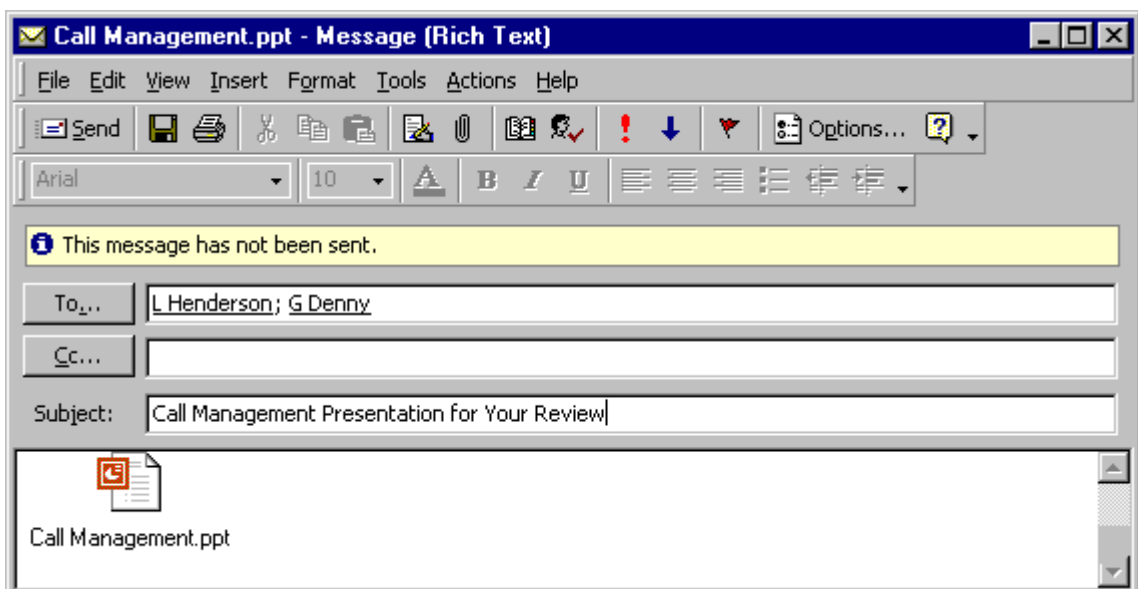 Call Management.ppt - Message (Rich Text)
File Edit View Insert Format Tools Actions Help
Send Options...
Arial 10 A B I U
This message has not been sent.
To... L Henderson; G Denny
Cc...
Subject: Call Management Presentation for Your Review
Call Management.ppt